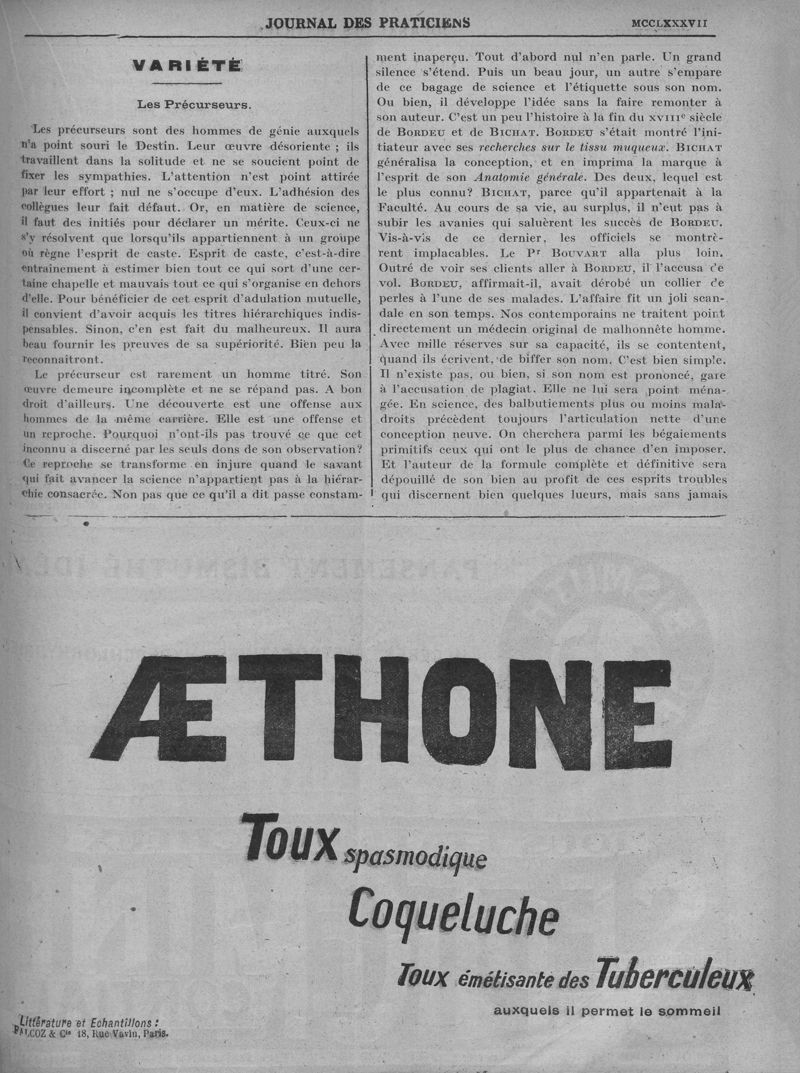 JOURNAL DES PRATICIENS
MCCLXXXVII
VARIÉTÉ
Les Précurseurs.
Les précurseurs sont des hommes de génie auxquels
n'a point souri le Destin. Leur œuvre désoriente ; ils
travaillent dans la solitude et ne se soucient point de
fixer les sympathies. L'attention n'est point attirée
par leur effort ; nul ne s'occupe d'eux. L'adhésion des
collègues leur fait défaut. Or, en matière de science,
il faut des initiés pour déclarer un mérite. Ceux-ci ne
s'y résolvent que lorsqu'ils appartiennent à un groupe
où règne l'esprit de caste. Esprit de caste, c'est-à-dire
entraînement à estimer bien tout ce qui sort d'une cer-
taine chapelle et mauvais tout ce qui s'organise en dehors
d'elle. Pour bénéficier de cet esprit d'adulation mutuelle,
il convient d'avoir acquis les titres hiérarchiques indis-
pensables. Sinon, c'en est fait du malheureux. Il aura
beau fournir les preuves de sa supériorité. Bien peu la
reconnaitront.
Le précurseur est rarement un homme titré. Son
œuvre demeure incomplète et ne se répand pas. A bon
droit d'ailleurs. Une découverte est une offense aux
hommes de la même carrière. Elle est une offense et
un reproche. Pourquoi n'ont-ils pas trouvé ce que cet
inconnu a discerné par les seuls dons de son observation?
Ce reproche se transforme en injure quand le savant
qui fait avancer la science n'appartient pas à la hiérar-
chie consacrée. Non pas que ce qu'il a dit passe constam-
ment inaperçu. Tout d'abord nul n'en parle. Un grand
silence s'étend. Puis un beau jour, un autre s'empare
de ce bagage de science et l'étiquette sous son nom.
Ou bien, il développe l'idée sans la faire remonter à
son auteur. C'est un peu l'histoire à la fin du XVIIIe siècle
de BORDEU et de BICHAT. BORDEU s'était montré l'ini-
tiateur avec ses recherches sur le tissu muqueux. BICHAT
généralisa la conception, et en imprima la marque à
l'esprit de son Anatomie générale. Des deux, lequel est
le plus connu? BICHAT, parce qu'il appartenait à la
Faculté. Au cours de sa vie, au surplus, il n'eut pas à
subir les avanies qui saluèrent les succès de BORDEU.
Vis-à-vis de ce dernier, les officiels se montrè-
rent implacables. Le Pr BOUVART alla plus loin.
Outré de voir ses clients aller à BORDEU, il l'accusa de
vol. BORDEU, affirmait-il, avait dérobé un collier de
perles à l'une de ses malades. L'affaire fit un joli scan-
dale en son temps. Nos contemporains ne traitent point
directement un médecin original de malhonnête homme.
Avec mille réserves sur sa capacité, ils se contentent,
quand ils écrivent, de biffer son nom. C'est bien simple.
Il n'existe pas, ou bien, si son nom est prononcé, gare
à l'accusation de plagiat. Elle ne lui sera point ména-
gée. En science, des balbutiements plus ou moins mala-
droits précèdent toujours l'articulation nette d'une
conception neuve. On cherchera parmi les bégaiements
primitifs ceux qui ont le plus de chance d'en imposer.
Et l'auteur de la formule complète et définitive sera
dépouillé de son bien au profit de ces esprits troubles
qui discernent bien quelques lueurs, mais sans jamais
ÆTHONE
Toux spasmodique
Coqueluche
Toux émétisante des Tuberculeux
auxquels il permet le sommeil
Littérature et Echantillons :
FALCOZ & Cie 18, Rue Vavin, Paris.